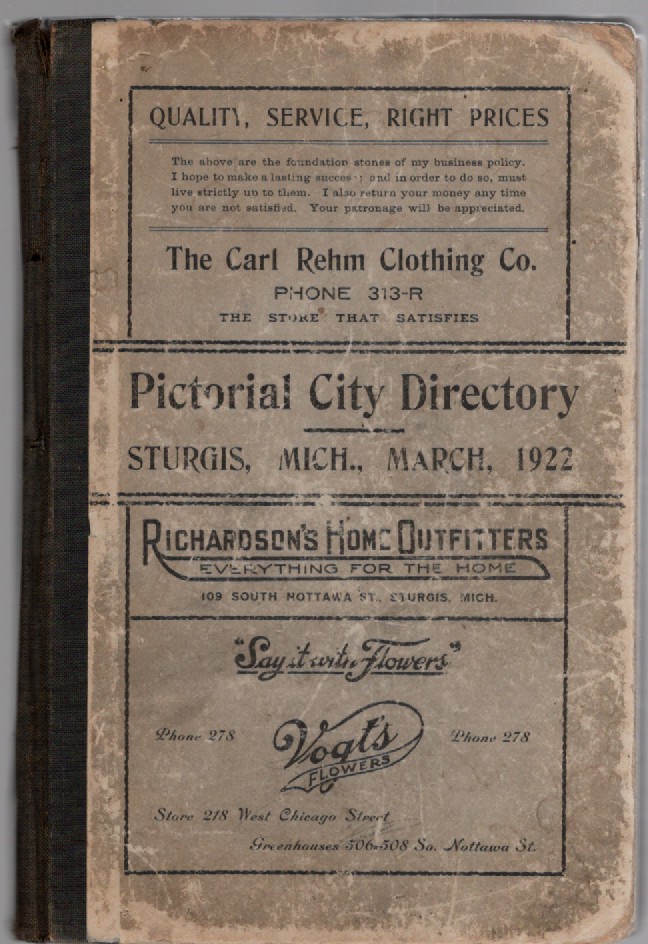 QUALITY, SERVICE, RIGHT PRICES
The above are the foundation stones of my business policy.
I hope to make a lasting success; and in order to do so, must
live strictly up to them. I also return your money any time
you are not satisfied. Your patronage will be appreciated.
The Carl Rehm Clothing Co.
PHONE 313-R
THE STORE THAT SATISFIES
Pictorial City Directory
STURGIS, MICH., MARCH, 1922
RICHARDSON'S HOME OUTFITTERS
EVERYTHING FOR THE HOME
109 SOUTH NOTTAWA ST., STURGIS, MICH.
"Say it with Flowers"
Vogt's
FLOWERS
Phone 278
Phone 278
Store 218 West Chicago Street
Greenhouses 506-508 So. Nottawa St.